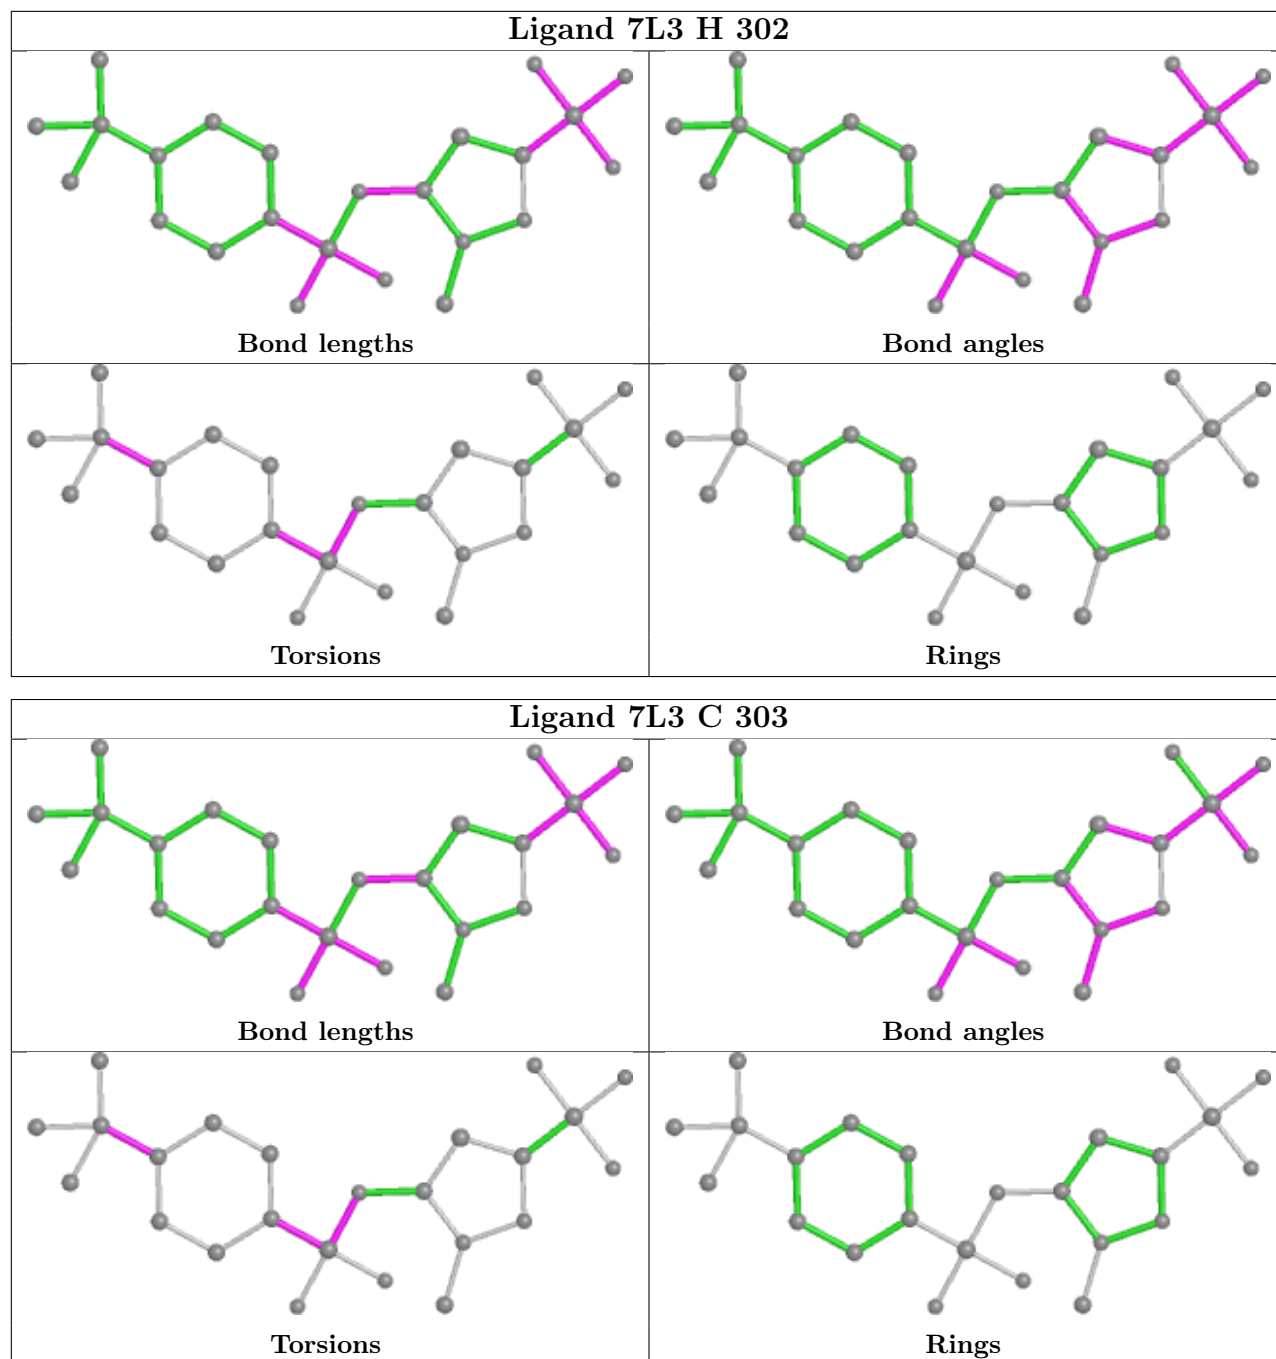 Ligand 7L3 H 302
Bond lengths
Bond angles
Torsions
Rings
Ligand 7L3 C 303
Bond lengths
Bond angles
Torsions
Rings